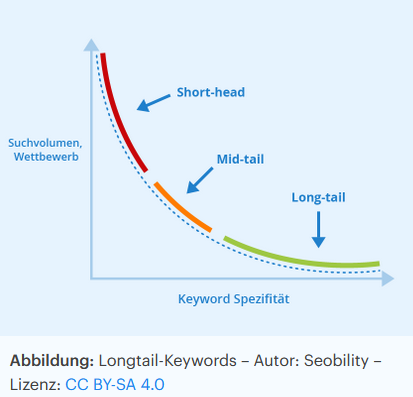 Short-head
Suchvolumen,
Wettbewerb
Mid-tail
Long-tail
Keyword Spezifität
Abbildung: Longtail-Keywords – Autor: Seobility –
Lizenz: CC BY-SA 4.0